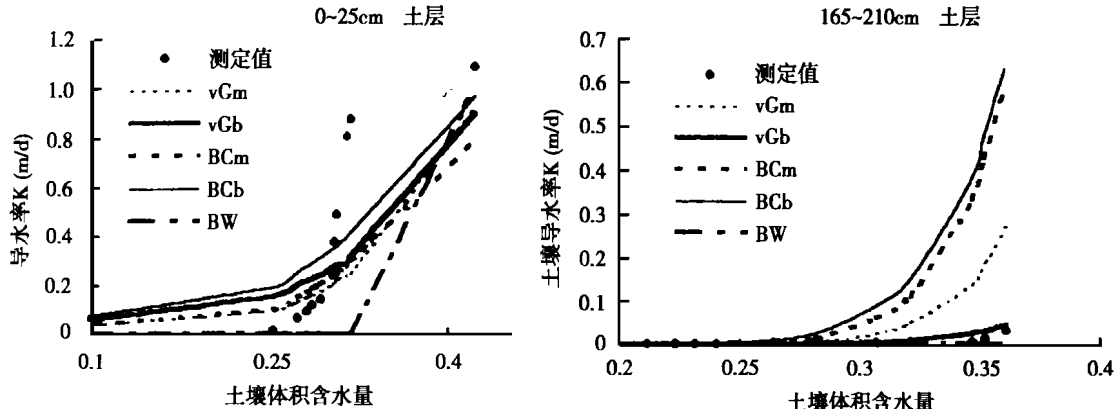 0~25cm 土层
1.2
1.0
0.8
0.6
0.4
0.2
0
导水率K (m/d)
测定值
vGm
vGb
BCm
BCb
BW
0.1
0.25
0.4
土壤体积含水量
165~210cm 土层
0.7
0.6
0.5
0.4
0.3
0.2
0.1
0
土壤导水率K (m/d)
测定值
vGm
vGb
BCm
BCb
BW
0.2
0.25
0.3
0.35
0.4
土壤体积含水量